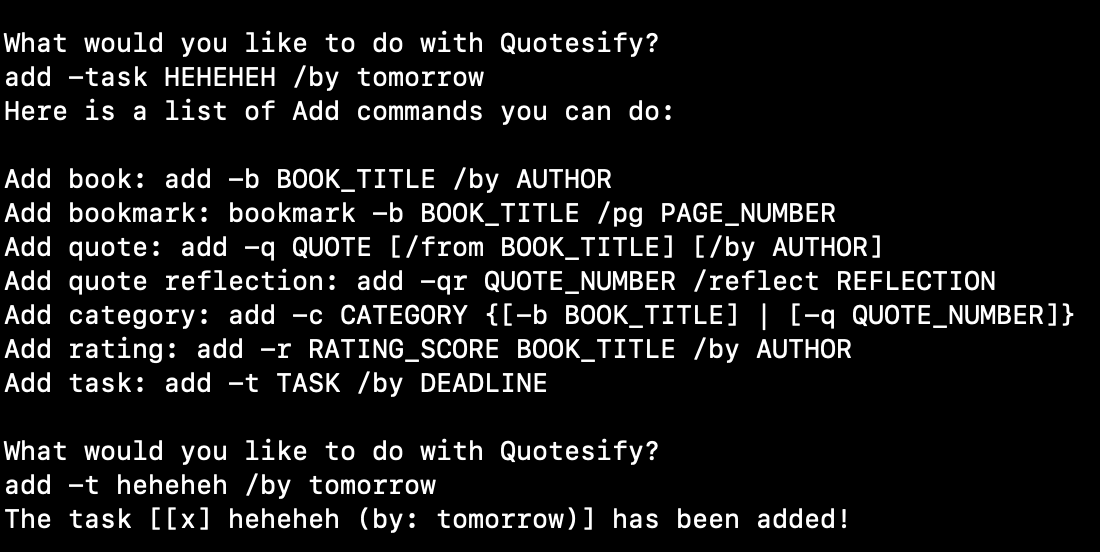 What would you like to do with Quotesify?
add -task HEHEHEH /by tomorrow
Here is a list of Add commands you can do:
Add book: add -b BOOK_TITLE /by AUTHOR
Add bookmark: bookmark -b BOOK_TITLE /pg PAGE_NUMBER
Add quote: add -q QUOTE [/from BOOK_TITLE] [/by AUTHOR]
Add quote reflection: add -qr QUOTE_NUMBER /reflect REFLECTION
Add category: add -c CATEGORY {[-b BOOK_TITLE] | [-q QUOTE_NUMBER]}
Add rating: add -r RATING_SCORE BOOK_TITLE /by AUTHOR
Add task: add -t TASK /by DEADLINE
What would you like to do with Quotesify?
add -t heheheh /by tomorrow
The task [[x] heheheh (by: tomorrow)] has been added!